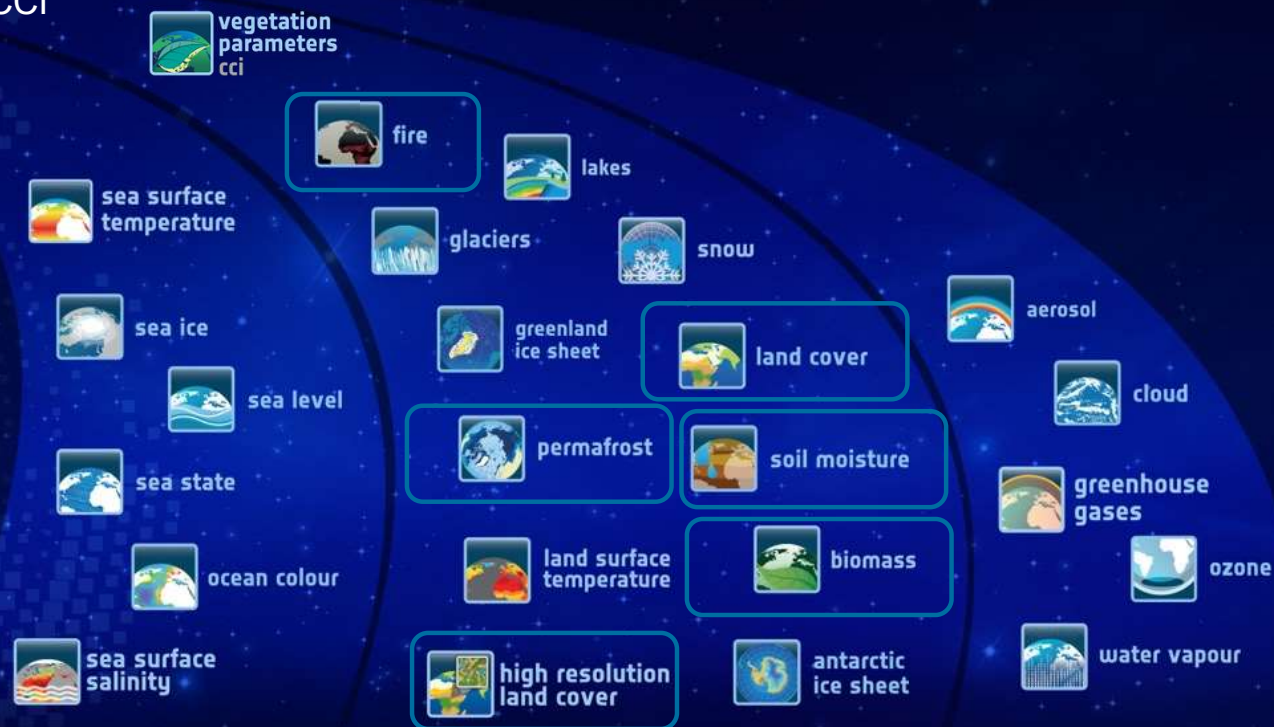 CCI
vegetation
parameters
cci
fire
lakes
sea surface
temperature
glaciers
snow
aerosol
sea ice
greenland
ice sheet
land cover
cloud
sea level
permafrost
soil moisture
sea state
greenhouse
gases
land surface
temperature
biomass
ozone
ocean colour
sea surface
salinity
high resolution
land cover
antarctic
ice sheet
water vapour